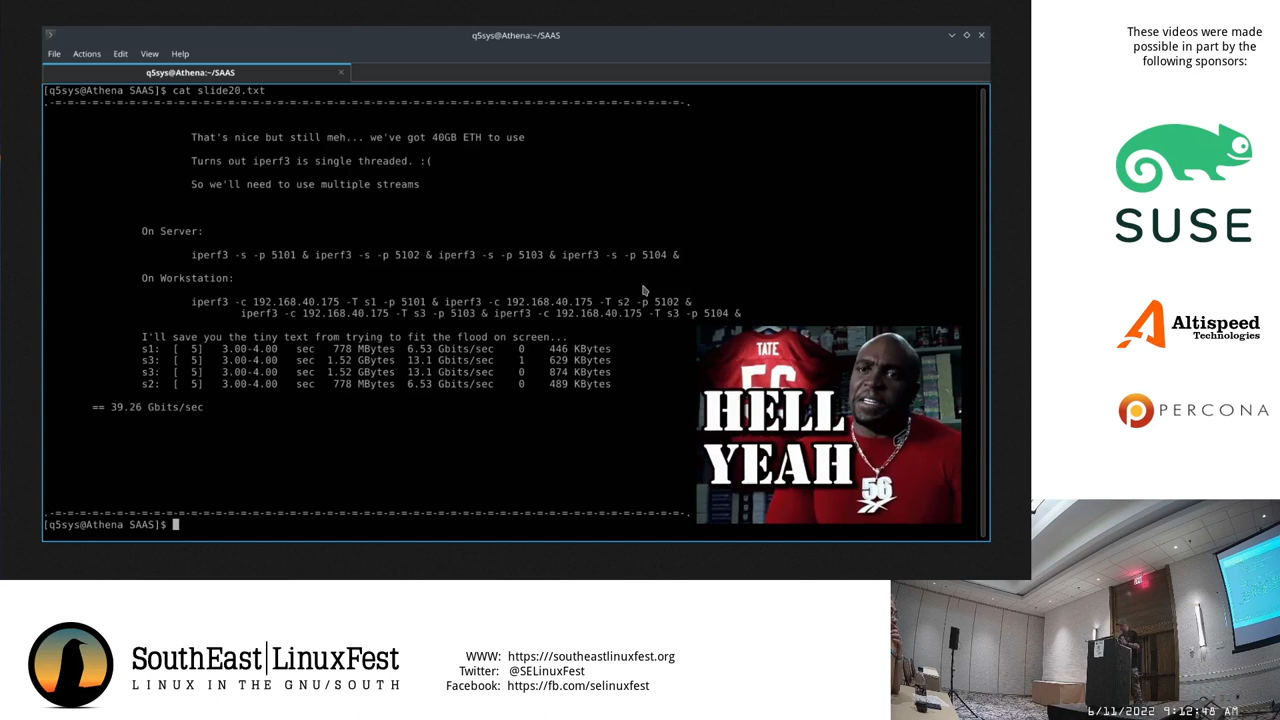 q5sys@Athena:~/SAAS
File Actions Edit View Help
q5sys@Athena:~/SAAS
[q5sys@Athena SAAS]$ cat slide20.txt
.-=-=-=-=-=-=-=-=-=-=-=-=-=-=-=-=-=-=-=-=-=-=-=-=-=-=-=-=-=-=-=-=-=-=-=-=-=-=-=-=-=-=-=-=-=-=-=-=-=-=-=-=-.
That's nice but still meh... we've got 40GB ETH to use
Turns out iperf3 is single threaded. :(
So we'll need to use multiple streams
On Server:
iperf3 -s -p 5101 & iperf3 -s -p 5102 & iperf3 -s -p 5103 & iperf3 -s -p 5104 &
On Workstation:
iperf3 -c 192.168.40.175 -T s1 -p 5101 & iperf3 -c 192.168.40.175 -T s2 -p 5102 &
iperf3 -c 192.168.40.175 -T s3 -p 5103 & iperf3 -c 192.168.40.175 -T s3 -p 5104 &
I'll save you the tiny text from trying to fit the flood on screen...
s1: [ 5] 3.00-4.00 sec 778 MBytes 6.53 Gbits/sec 0 446 KBytes
s3: [ 5] 3.00-4.00 sec 1.52 GBytes 13.1 Gbits/sec 1 629 KBytes
s3: [ 5] 3.00-4.00 sec 1.52 GBytes 13.1 Gbits/sec 0 874 KBytes
s2: [ 5] 3.00-4.00 sec 778 MBytes 6.53 Gbits/sec 0 489 KBytes
== 39.26 Gbits/sec
TATE
56
HELL
YEAH
56
.-=-=-=-=-=-=-=-=-=-=-=-=-=-=-=-=-=-=-=-=-=-=-=-=-=-=-=-=-=-=-=-=-=-=-=-=-=-=-=-=-=-=-=-=-=-=-=-=-=-=-=-=-.
[q5sys@Athena SAAS]$
These videos were made
possible in part by the
following sponsors:
SUSE
Altispeed
Technologies
PERCONA
SouthEast|LinuxFest
LINUX IN THE GNU/SOUTH
WWW: https:///southeastlinuxfest.org
Twitter: @SELinuxFest
Facebook: https://fb.com/selinuxfest
6/11/2022 9:12:48 AM